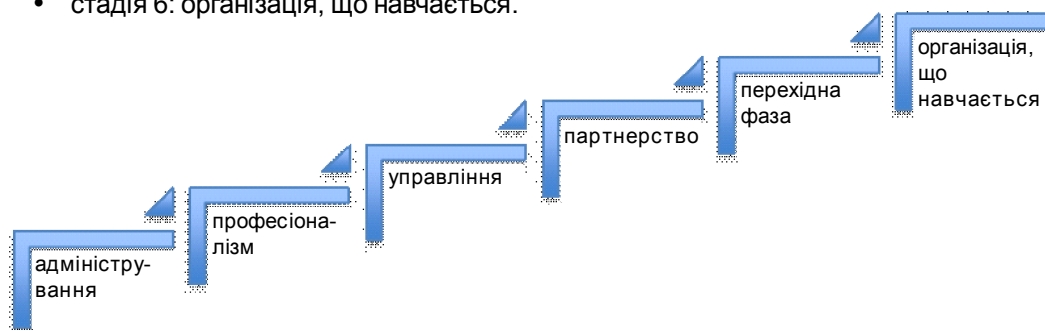 • стадія 6: організація, що навчається.
організація,
що
навчається
перехідна
фаза
партнерство
управління
професіона-
лізм
адміністру-
вання